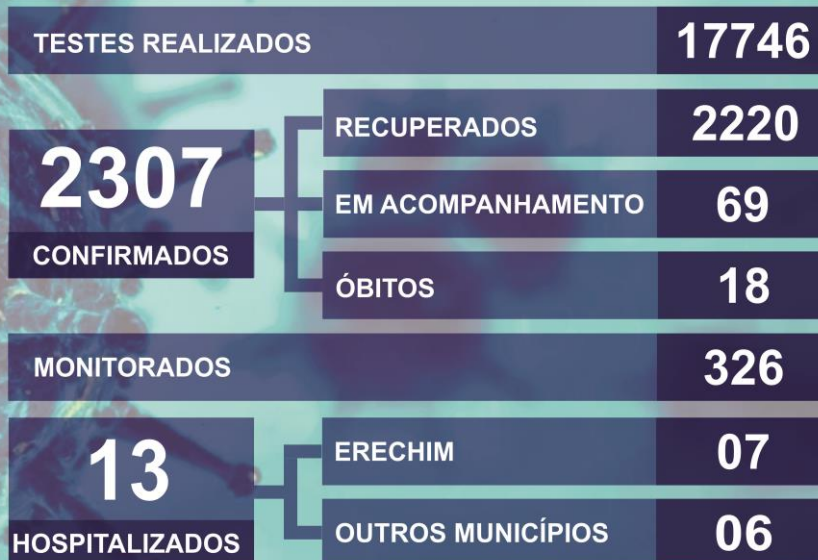 TESTES REALIZADOS 17746
2307
CONFIRMADOS
RECUPERADOS 2220
EM ACOMPANHAMENTO 69
ÓBITOS 18
MONITORADOS 326
13
HOSPITALIZADOS
ERECHIM 07
OUTROS MUNICÍPIOS 06